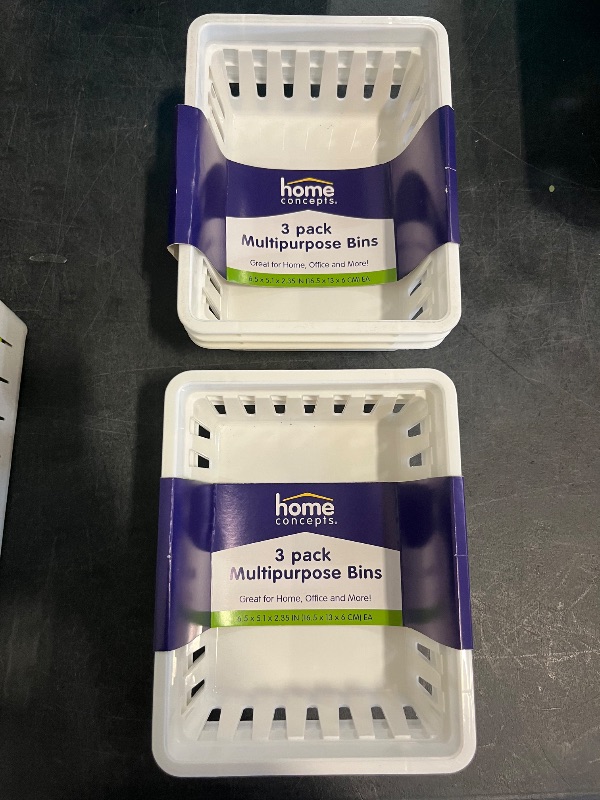 home
concepts.
3 pack
Multipurpose Bins
Great for Home, Office and More!
6.5 x 5.1 x 2.35 IN (16.5 x 13 x 6 CM) EA
home
concepts.
3 pack
Multipurpose Bins
Great for Home, Office and More!
6.5 x 5.1 x 2.35 IN (16.5 x 13 x 6 CM) EA